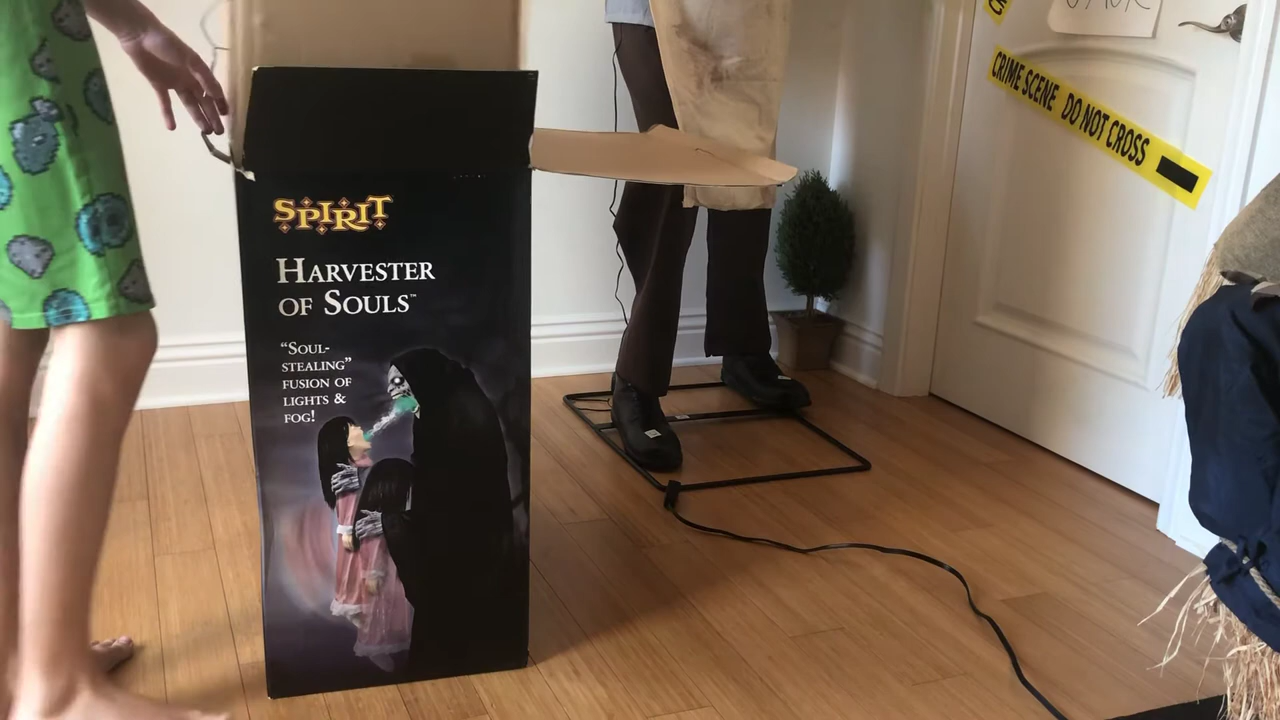 SPIRIT
HARVESTER
OF SOULS™
"SOUL-
STEALING"
FUSION OF
LIGHTS &
FOG!
CRIME SCENE DO NOT CROSS